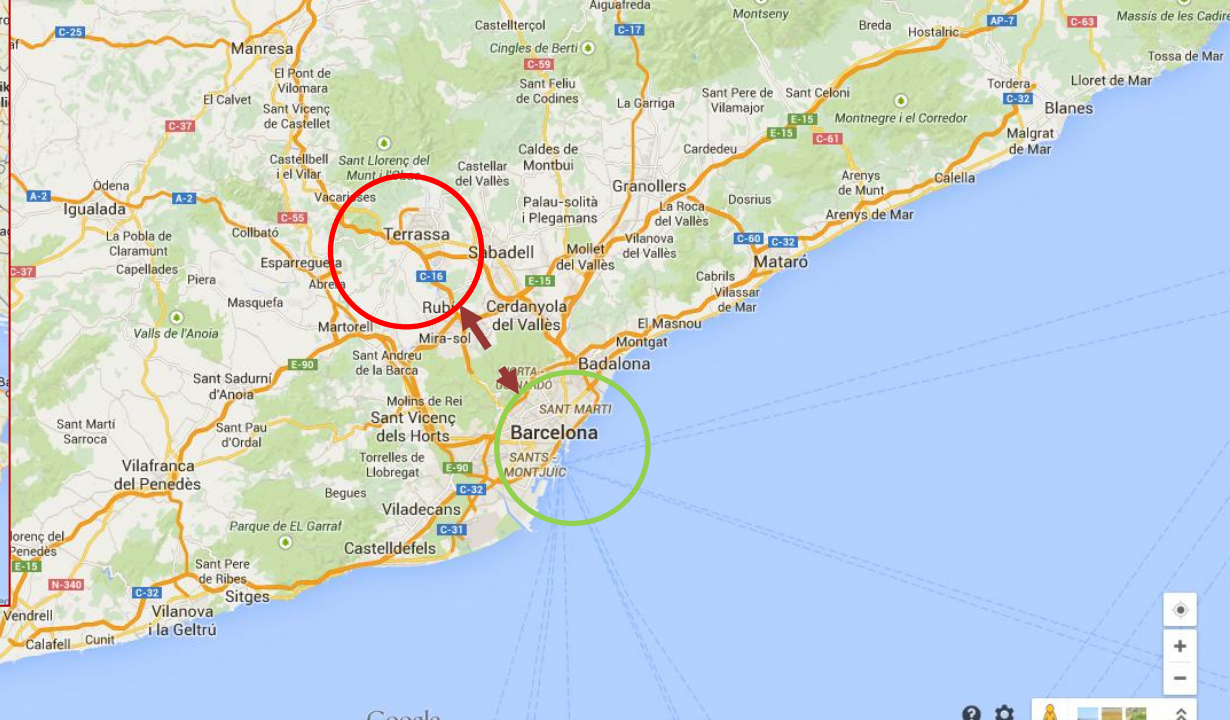 Aiguafreda
Montseny
Massís de les Cadire
C-25
Castellterçol
C-17
Breda
Hostalric
AP-7
C-63
Manresa
Cingles de Bertí
Tossa de Mar
C-59
El Pont de
Vilomara
Sant Feliu
de Codines
Tordera
Lloret de Mar
El Calvet
Sant Vicenç
de Castellet
La Garriga
Sant Pere de
Vilamajor
Sant Celoni
C-32
Blanes
C-37
E-15
Montnegre i el Corredor
E-15
C-61
Malgrat
de Mar
Castellbell
i el Vilar
Sant Llorenç del
Munt i l'Obac
Castellar
del Vallès
Caldes de
Montbui
Cardedeu
Arenys
de Munt
Calella
A-2
Òdena
A-2
Vacarisses
Granollers
Igualada
C-55
Palau-solità
i Plegamans
La Roca
del Vallès
Dosrius
Arenys de Mar
La Pobla de
Claramunt
Collbató
Terrassa
Sabadell
Mollet
del Vallès
Vilanova
del Vallès
C-60
C-32
Mataró
C-37
Capellades
Piera
Esparreguera
Abrera
C-16
E-15
Cabrils
Vilassar
de Mar
Masquefa
Rubí
Cerdanyola
del Vallès
Valls de l'Anoia
Martorell
Mira-sol
El Masnou
Montgat
E-90
Sant Andreu
de la Barca
Badalona
Sant Sadurní
d'Anoia
Molins de Rei
SANT MARTI
Sant Martí
Sarroca
Sant Pau
d'Ordal
Sant Vicenç
dels Horts
Barcelona
Vilafranca
del Penedès
Torrelles de
Llobregat
E-90
SANTS -
MONTJUÏC
Begues
C-32
Viladecans
Parque de EL Garraf
C-31
Castelldefels
lorenç del
Penedès
E-15
N-340
Sant Pere
de Ribes
C-32
Sitges
Vendrell
Vilanova
i la Geltrú
Calafell
Cunit
Google